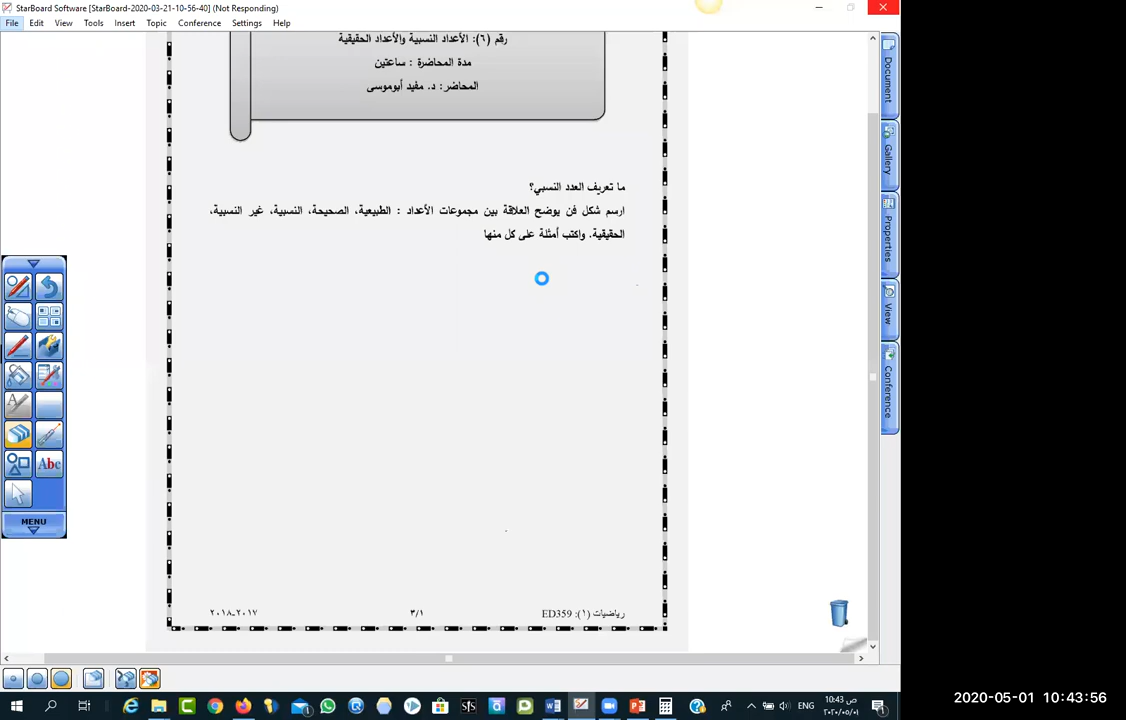 StarBoard Software [StarBoard-2020-03-21-10-56-40] (Not Responding)
File Edit View Tools Insert Topic Conference Settings Help
رقم (٦): الأعداد النسبية والأعداد الحقيقية
مدة المحاضرة : ساعتين
المحاضر: د. مفيد أبوموسى
ما تعريف العدد النسبي؟
ارسم شكل فن يوضح العلاقة بين مجموعات الأعداد : الطبيعية، الصحيحة، النسبية، غير النسبية،
الحقيقية. واكتب أمثلة على كل منها
رياضيات (١): ED359
٣/١
٢٠١٧-٢٠١٨
Document
Gallery
Properties
View
Conference
Abc
MENU
ENG
10:43 ص
٢٠٢٠/٠٥/٠١
2020-05-01 10:43:56